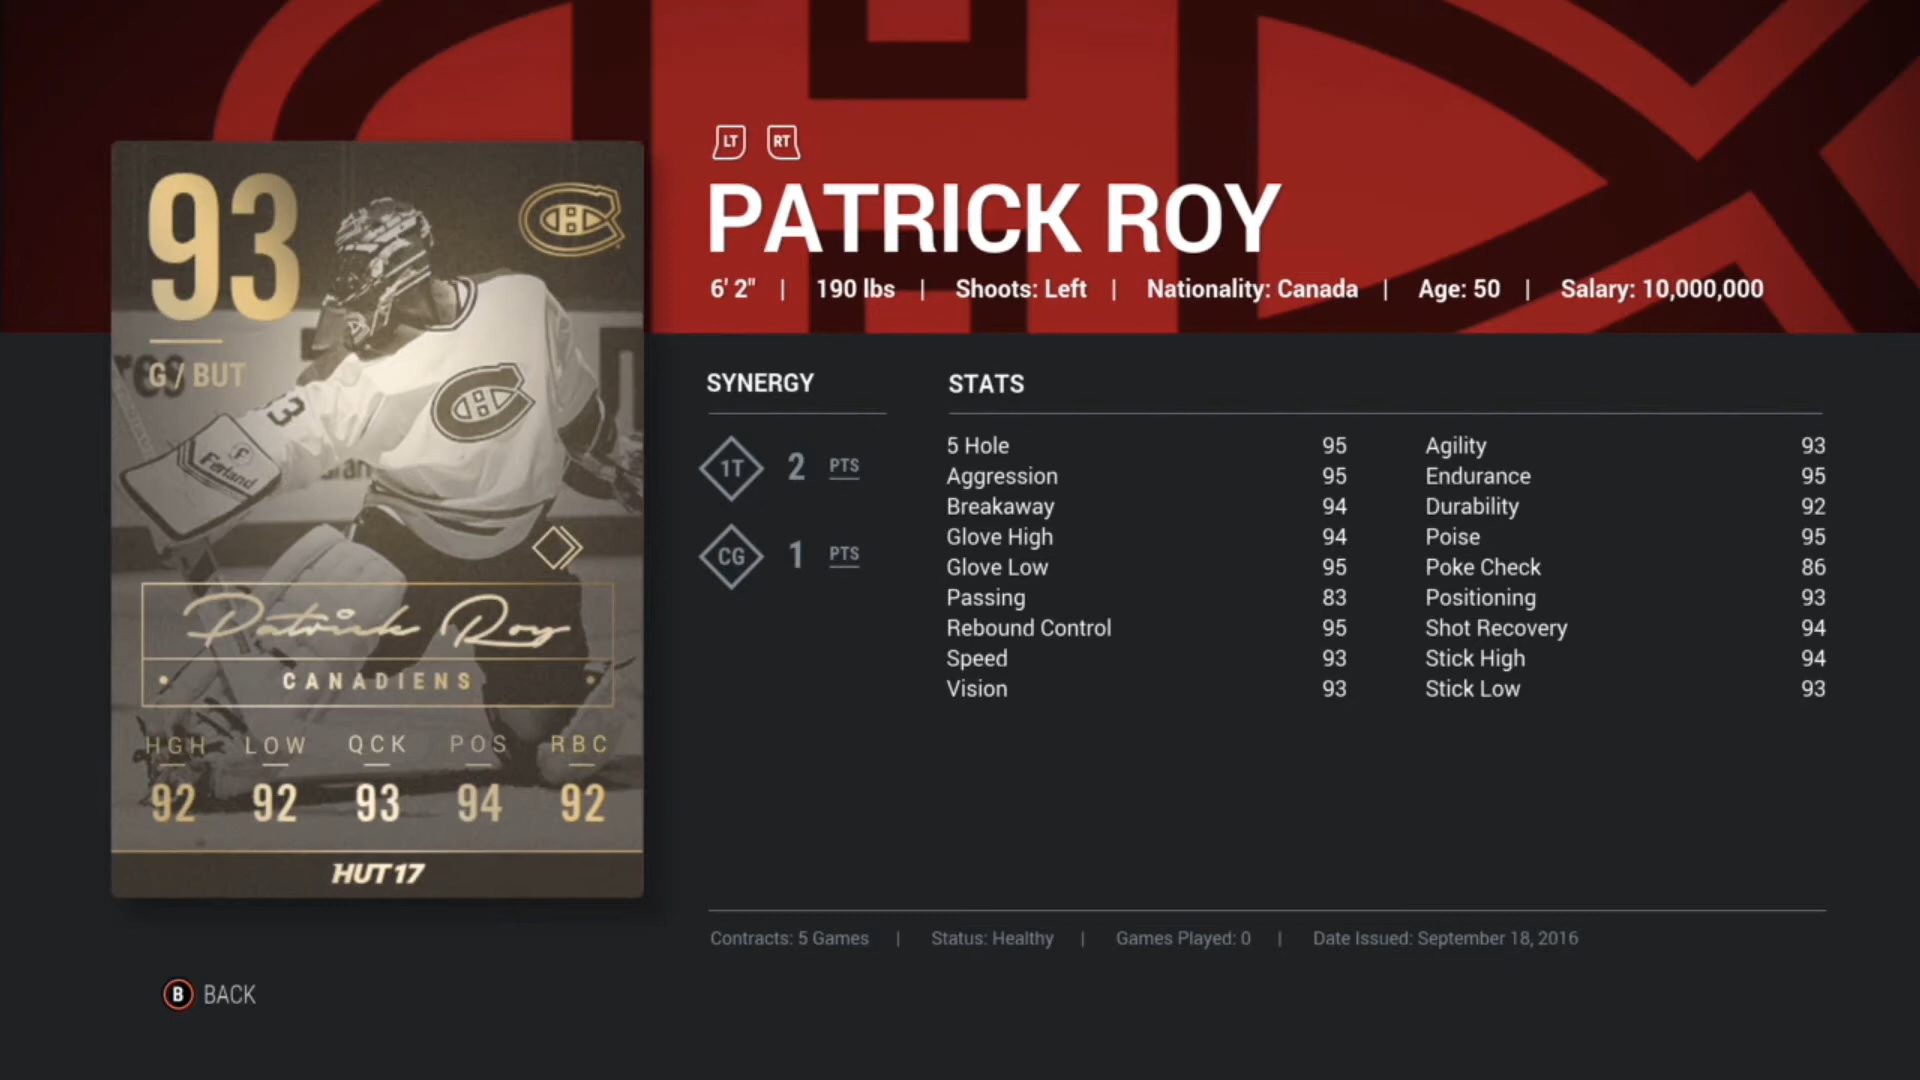 LT RT
PATRICK ROY
6' 2" | 190 lbs | Shoots: Left | Nationality: Canada | Age: 50 | Salary: 10,000,000
93
G / BUT
3
Ferland
Patrick Roy
CANADIENS
HGH LOW QCK POS RBC
92 92 93 94 92
HUT 17
SYNERGY
1T 2 PTS
CG 1 PTS
STATS
5 Hole 95 Agility 93
Aggression 95 Endurance 95
Breakaway 94 Durability 92
Glove High 94 Poise 95
Glove Low 95 Poke Check 86
Passing 83 Positioning 93
Rebound Control 95 Shot Recovery 94
Speed 93 Stick High 94
Vision 93 Stick Low 93
Contracts: 5 Games | Status: Healthy | Games Played: 0 | Date Issued: September 18, 2016
B BACK